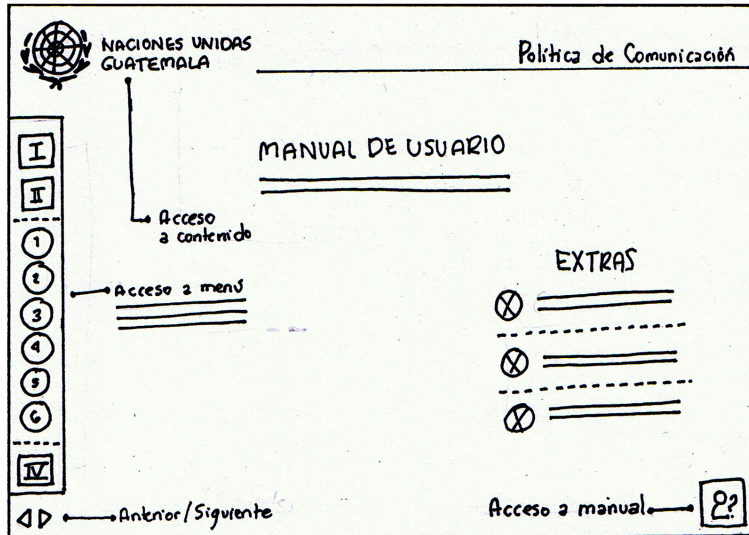 NACIONES UNIDAS
GUATEMALA
Política de Comunicación
MANUAL DE USUARIO
I
II
1
2
3
4
5
6
IV
Acceso
a contenido
Acceso a menú
EXTRAS
X
X
X
Anterior/Siguiente
Acceso a manual
?